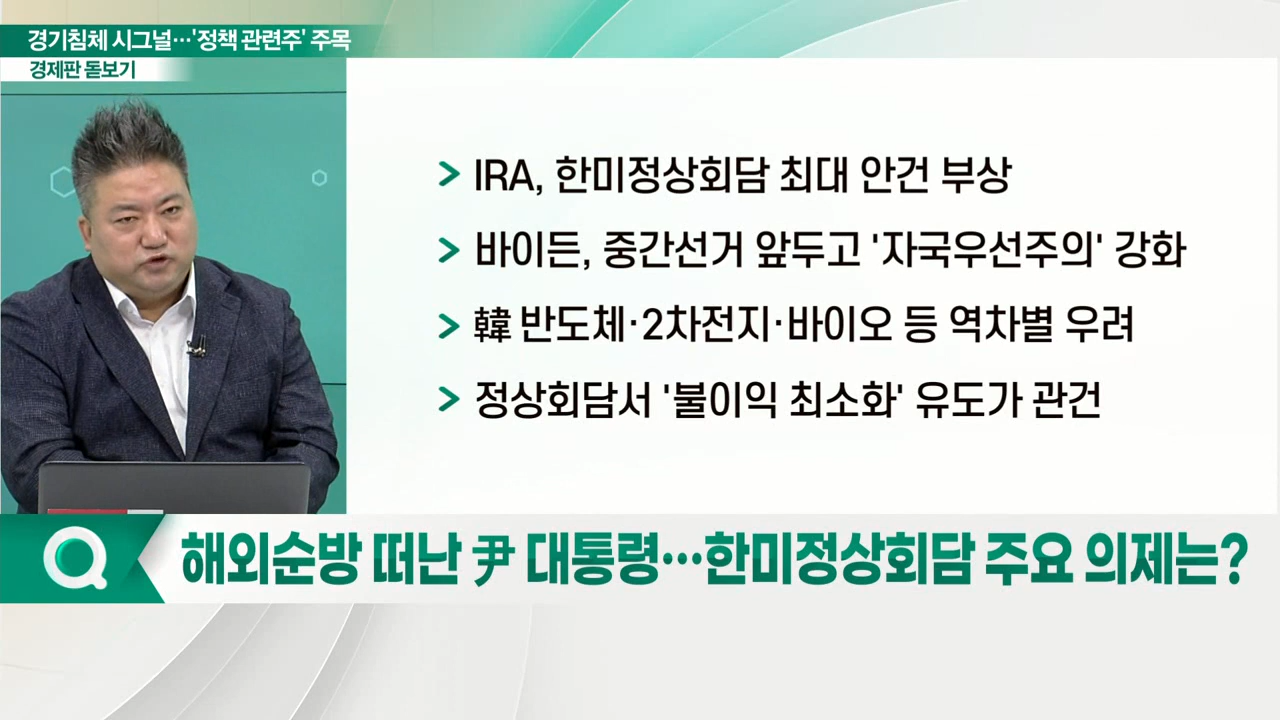 경기침체 시그널…'정책 관련주' 주목
경제판 돋보기
> IRA, 한미정상회담 최대 안건 부상
> 바이든, 중간선거 앞두고 '자국우선주의' 강화
> 韓 반도체·2차전지·바이오 등 역차별 우려
> 정상회담서 '불이익 최소화' 유도가 관건
Q 해외순방 떠난 尹 대통령…한미정상회담 주요 의제는?